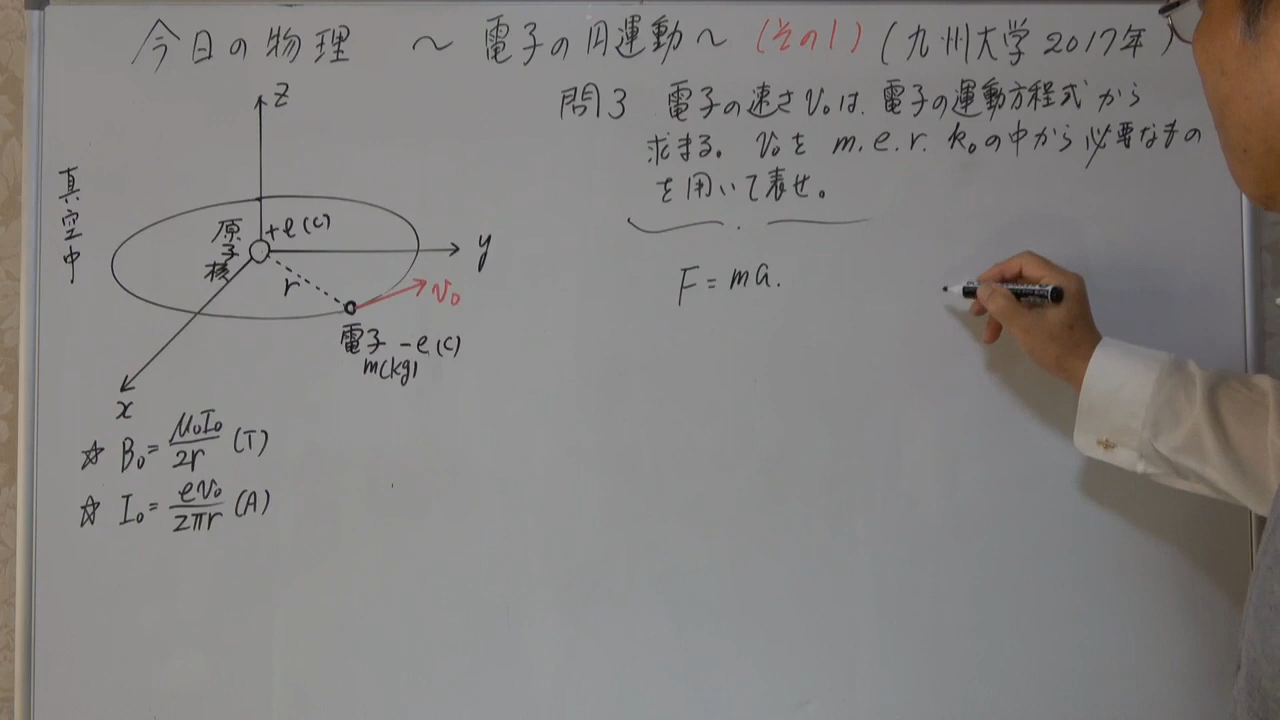 今日の物理 ～ 電子の円運動～ (その1) (九州大学 2017年)
問3 電子の速さ v₀は、電子の運動方程式から
求まる。 v₀を m.e.r. k₀の中から必要なもの
を用いて表せ。
F = ma.
z
真空中
原子核
+e(C)
y
r
v₀
電子 -e(C)
m(kg)
x
☆ B₀ = μ₀I₀/2r (T)
☆ I₀ = ev₀/2πr (A)